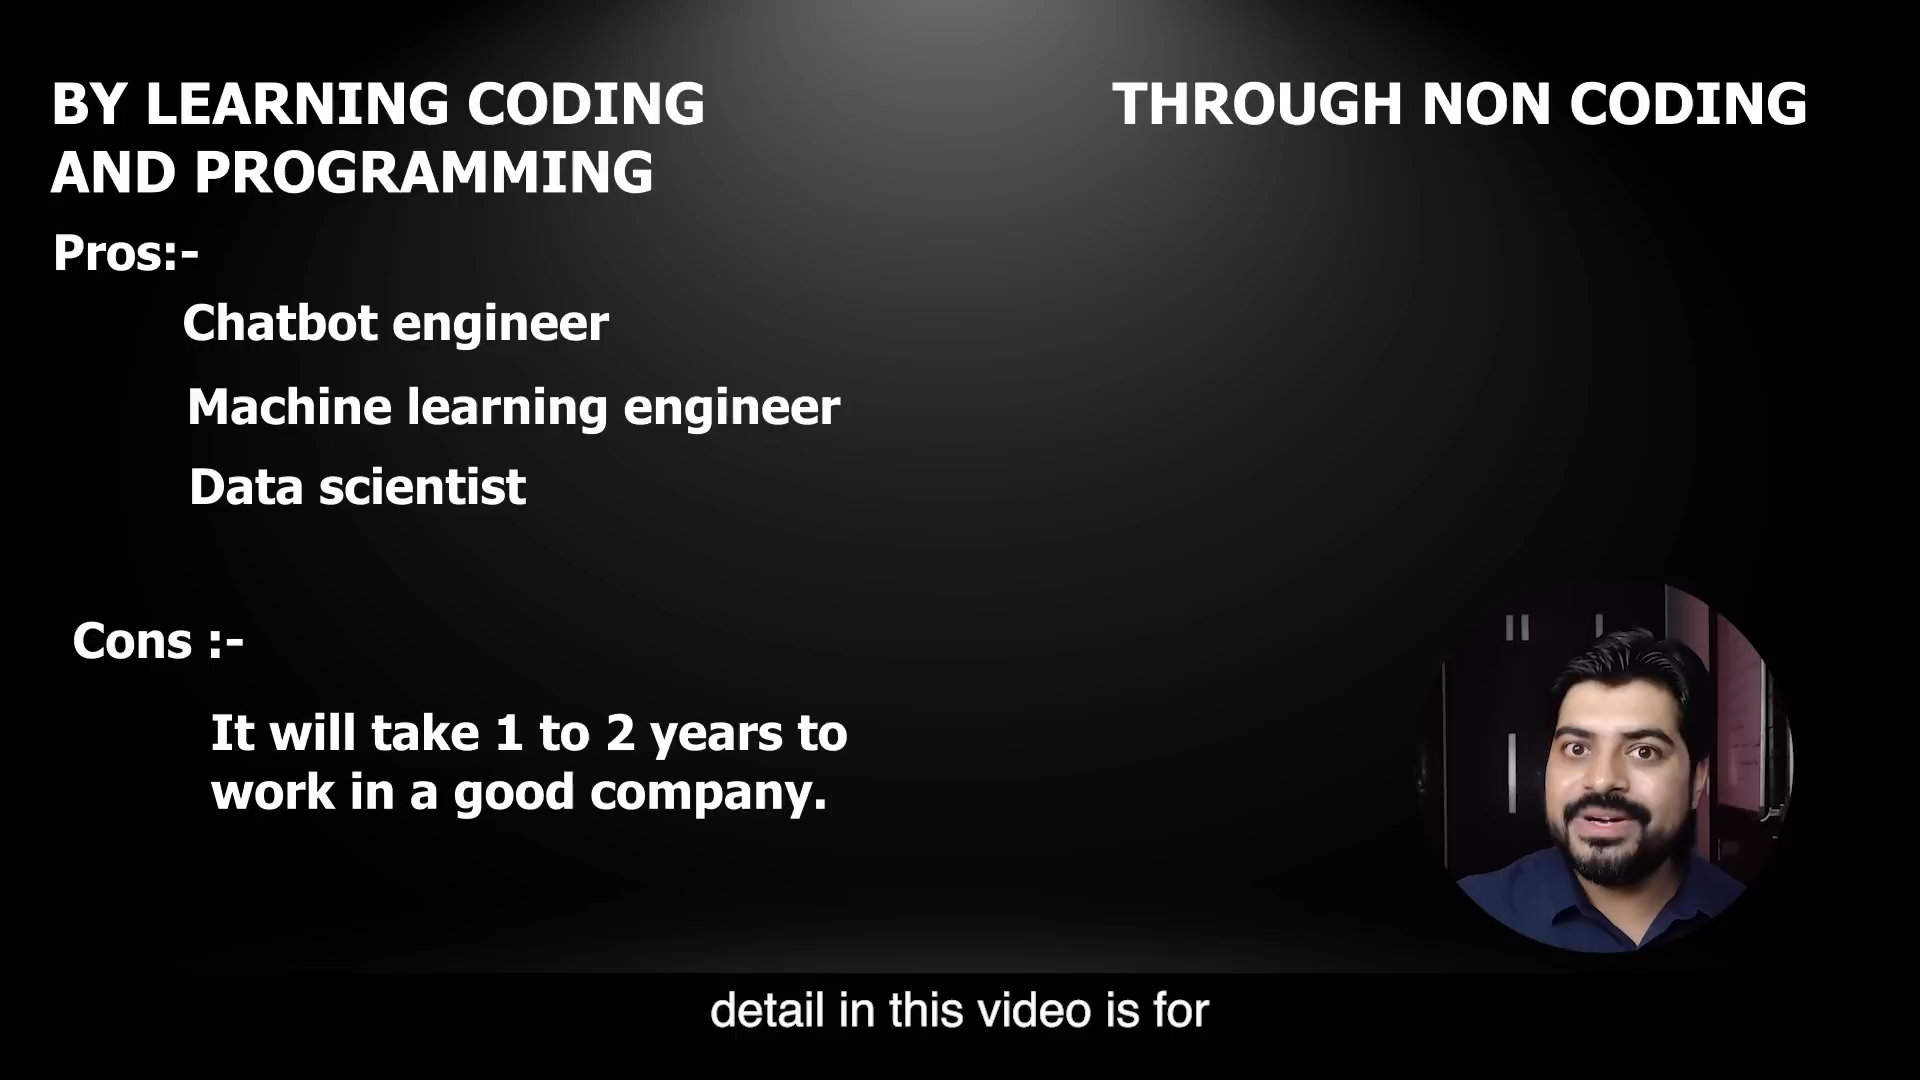 BY LEARNING CODING
AND PROGRAMMING
THROUGH NON CODING
Pros:-
Chatbot engineer
Machine learning engineer
Data scientist
Cons :-
It will take 1 to 2 years to
work in a good company.
detail in this video is for